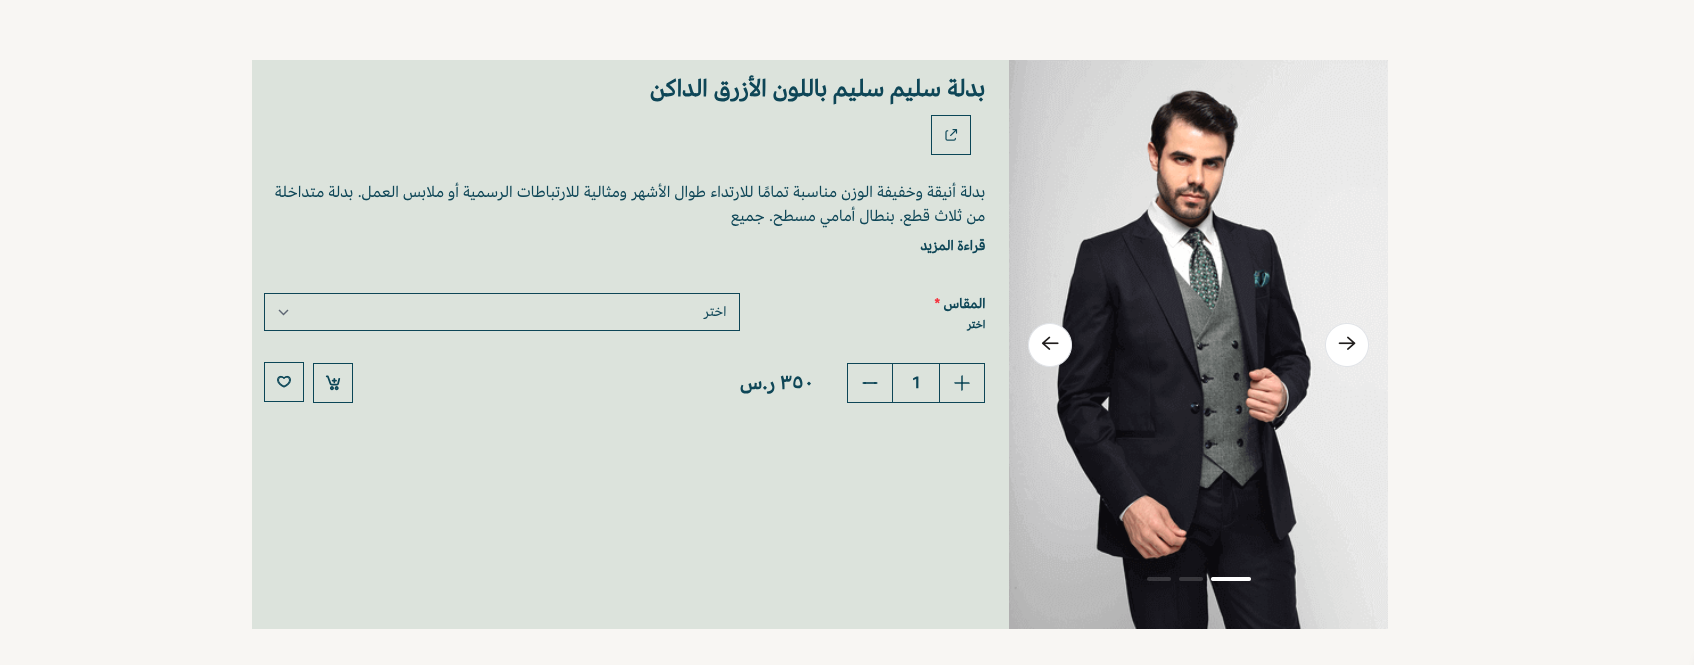 بدلة سليم سليم باللون الأزرق الداكن
بدلة أنيقة وخفيفة الوزن مناسبة تمامًا للارتداء طوال الأشهر ومثالية للارتباطات الرسمية أو ملابس العمل. بدلة متداخلة
من ثلاث قطع. بنطال أمامي مسطح. جميع
قراءة المزيد
المقاس *
اختر
اختر
1
٣٥٠ ر.س